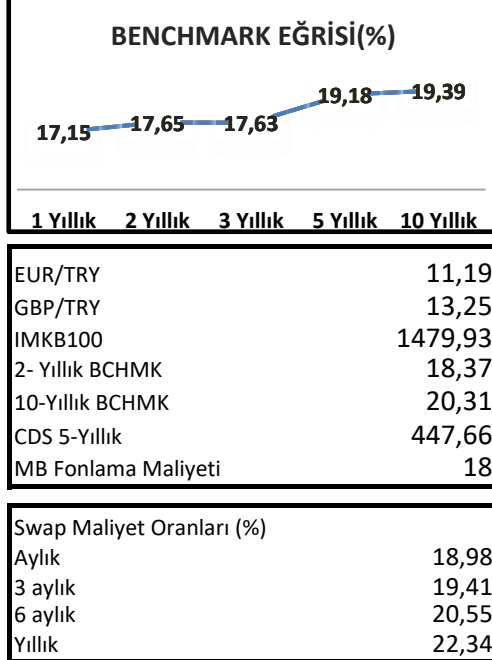 BENCHMARK EĞRİSİ(%)
17,15 17,65 17,63 19,18 19,39
1 Yıllık 2 Yıllık 3 Yıllık 5 Yıllık 10 Yıllık
EUR/TRY 11,19
GBP/TRY 13,25
IMKB100 1479,93
2- Yıllık BCHMK 18,37
10-Yıllık BCHMK 20,31
CDS 5-Yıllık 447,66
MB Fonlama Maliyeti 18
Swap Maliyet Oranları (%)
Aylık 18,98
3 aylık 19,41
6 aylık 20,55
Yıllık 22,34